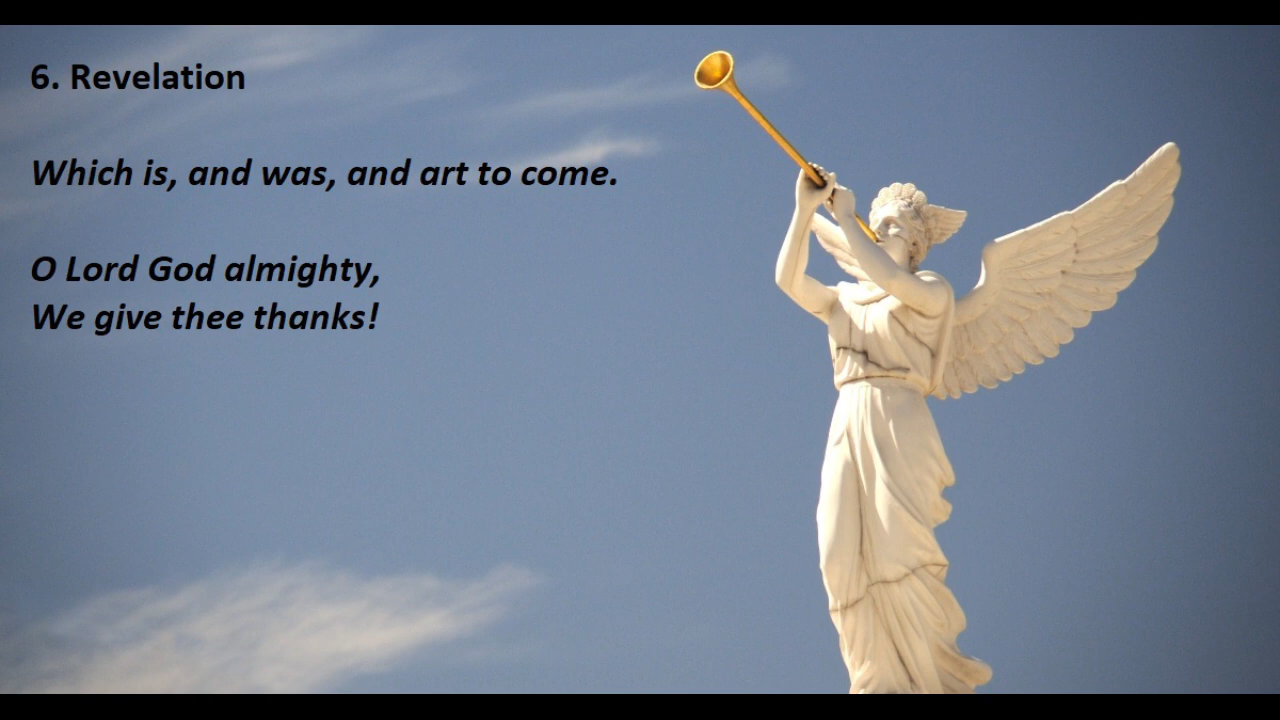 6. Revelation
Which is, and was, and art to come.
O Lord God almighty,
We give thee thanks!